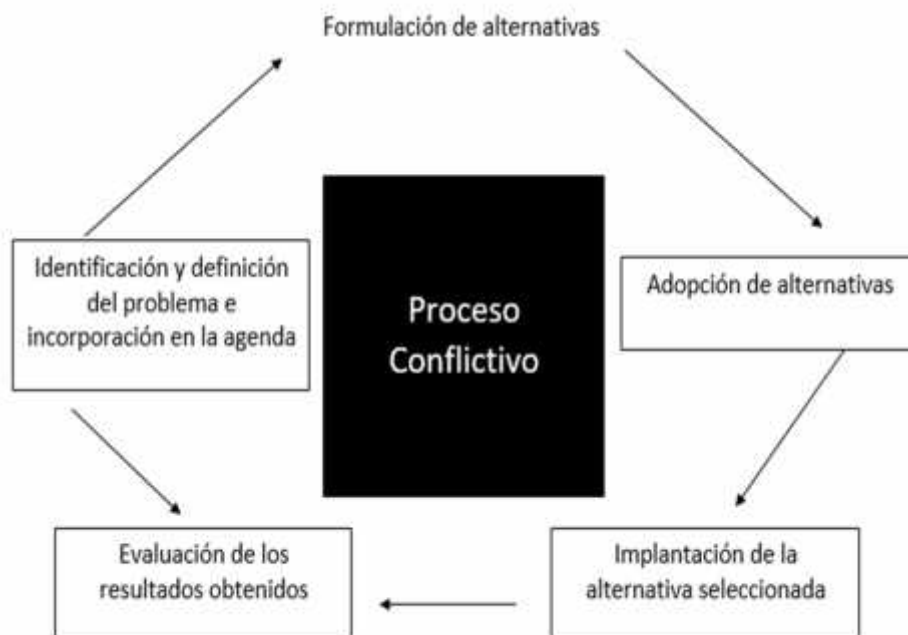 Formulación de alternativas
Identificación y definición
del problema e
incorporación en la agenda
Proceso
Conflictivo
Adopción de alternativas
Evaluación de los
resultados obtenidos
Implantación de la
alternativa seleccionada